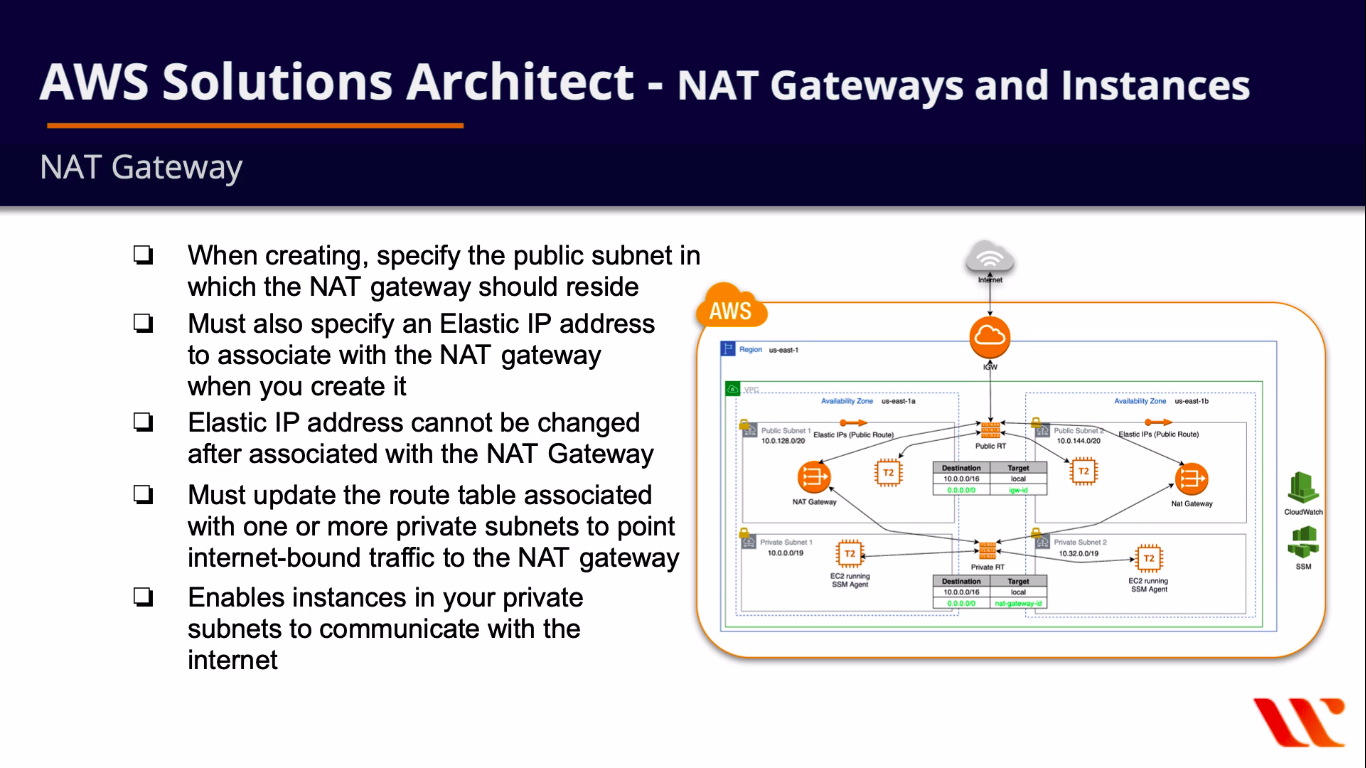 AWS Solutions Architect - NAT Gateways and Instances
NAT Gateway
❏ When creating, specify the public subnet in
which the NAT gateway should reside
❏ Must also specify an Elastic IP address
to associate with the NAT gateway
when you create it
❏ Elastic IP address cannot be changed
after associated with the NAT Gateway
❏ Must update the route table associated
with one or more private subnets to point
internet-bound traffic to the NAT gateway
❏ Enables instances in your private
subnets to communicate with the
internet
Internet
AWS
IGW
Region us-east-1
VPC
Availability Zone us-east-1a
Availability Zone us-east-1b
Public Subnet 1
10.0.128.0/20
Elastic IPs (Public Route)
Public RT
Public Subnet 2
10.0.144.0/20
Elastic IPs (Public Route)
T2
T2
NAT Gateway
Nat Gateway
Destination Target
10.0.0.0/16 local
0.0.0.0/0 igw-id
Private Subnet 1
10.0.0.0/19
T2
EC2 running
SSM Agent
Private RT
Private Subnet 2
10.32.0.0/19
T2
EC2 running
SSM Agent
Destination Target
10.0.0.0/16 local
0.0.0.0/0 nat-gateway-id
CloudWatch
SSM